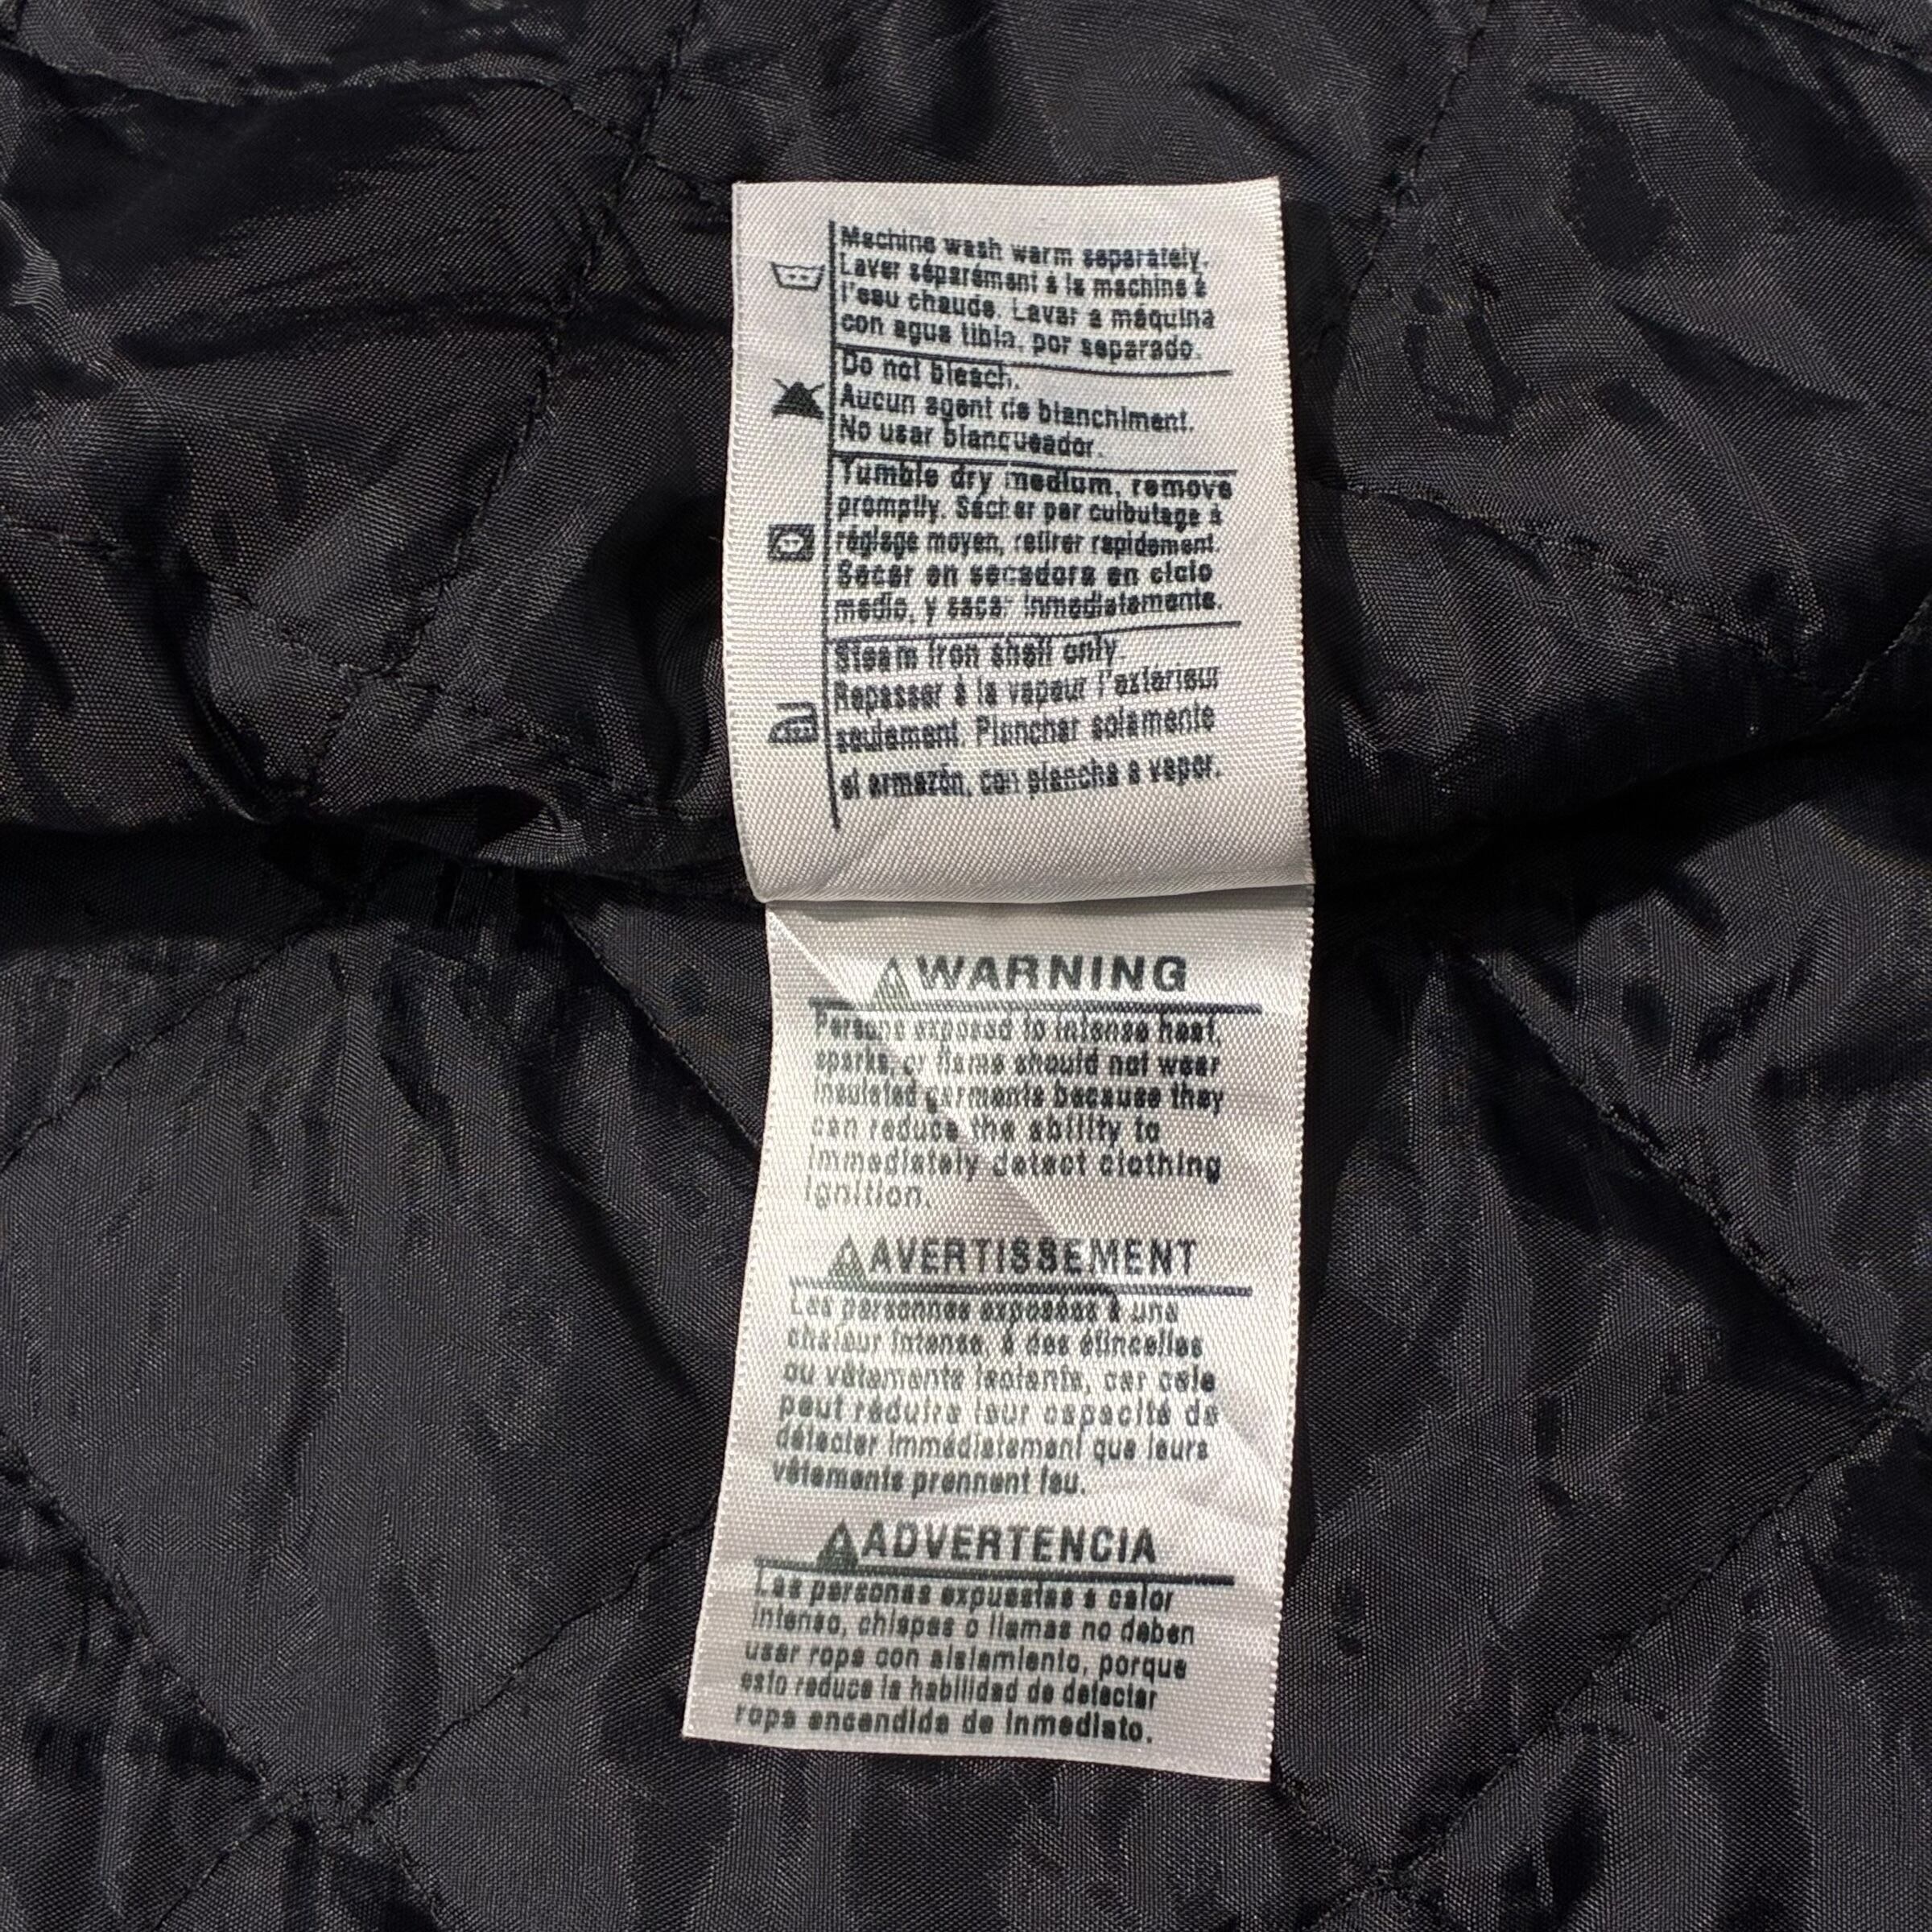 Machine wash warm separately.
Laver séparément à la machine à
l'eau chaude. Lavar a máquina
con agua tibia, por separado.
Do not bleach.
Aucun agent de blanchiment.
No usar blanqueador.
Tumble dry medium, remove
promptly. Sécher par culbutage à
réglage moyen, retirer rapidement.
Secar en secadora en ciclo
medio, y sacar inmediatamente.
Steam iron shell only.
Repasser à la vapeur l'extérieur
seulement. Planchar solamente
el armazón, con plancha a vapor.
WARNING
Persons exposed to intense heat,
sparks, or flame should not wear
insulated garments because they
can reduce the ability to
immediately detect clothing
ignition.
AVERTISSEMENT
Les personnes exposées à une
chaleur intense, à des étincelles
ou vêtements isolants, car cele
peut réduire leur capacité de
détecter immédiatement que leurs
vêtements prennent feu.
ADVERTENCIA
Las personas expuestas a calor
intenso, chispas o llamas no deben
usar ropa con aislamiento, porque
esto reduce la habilidad de detectar
ropa encendida de inmediato.